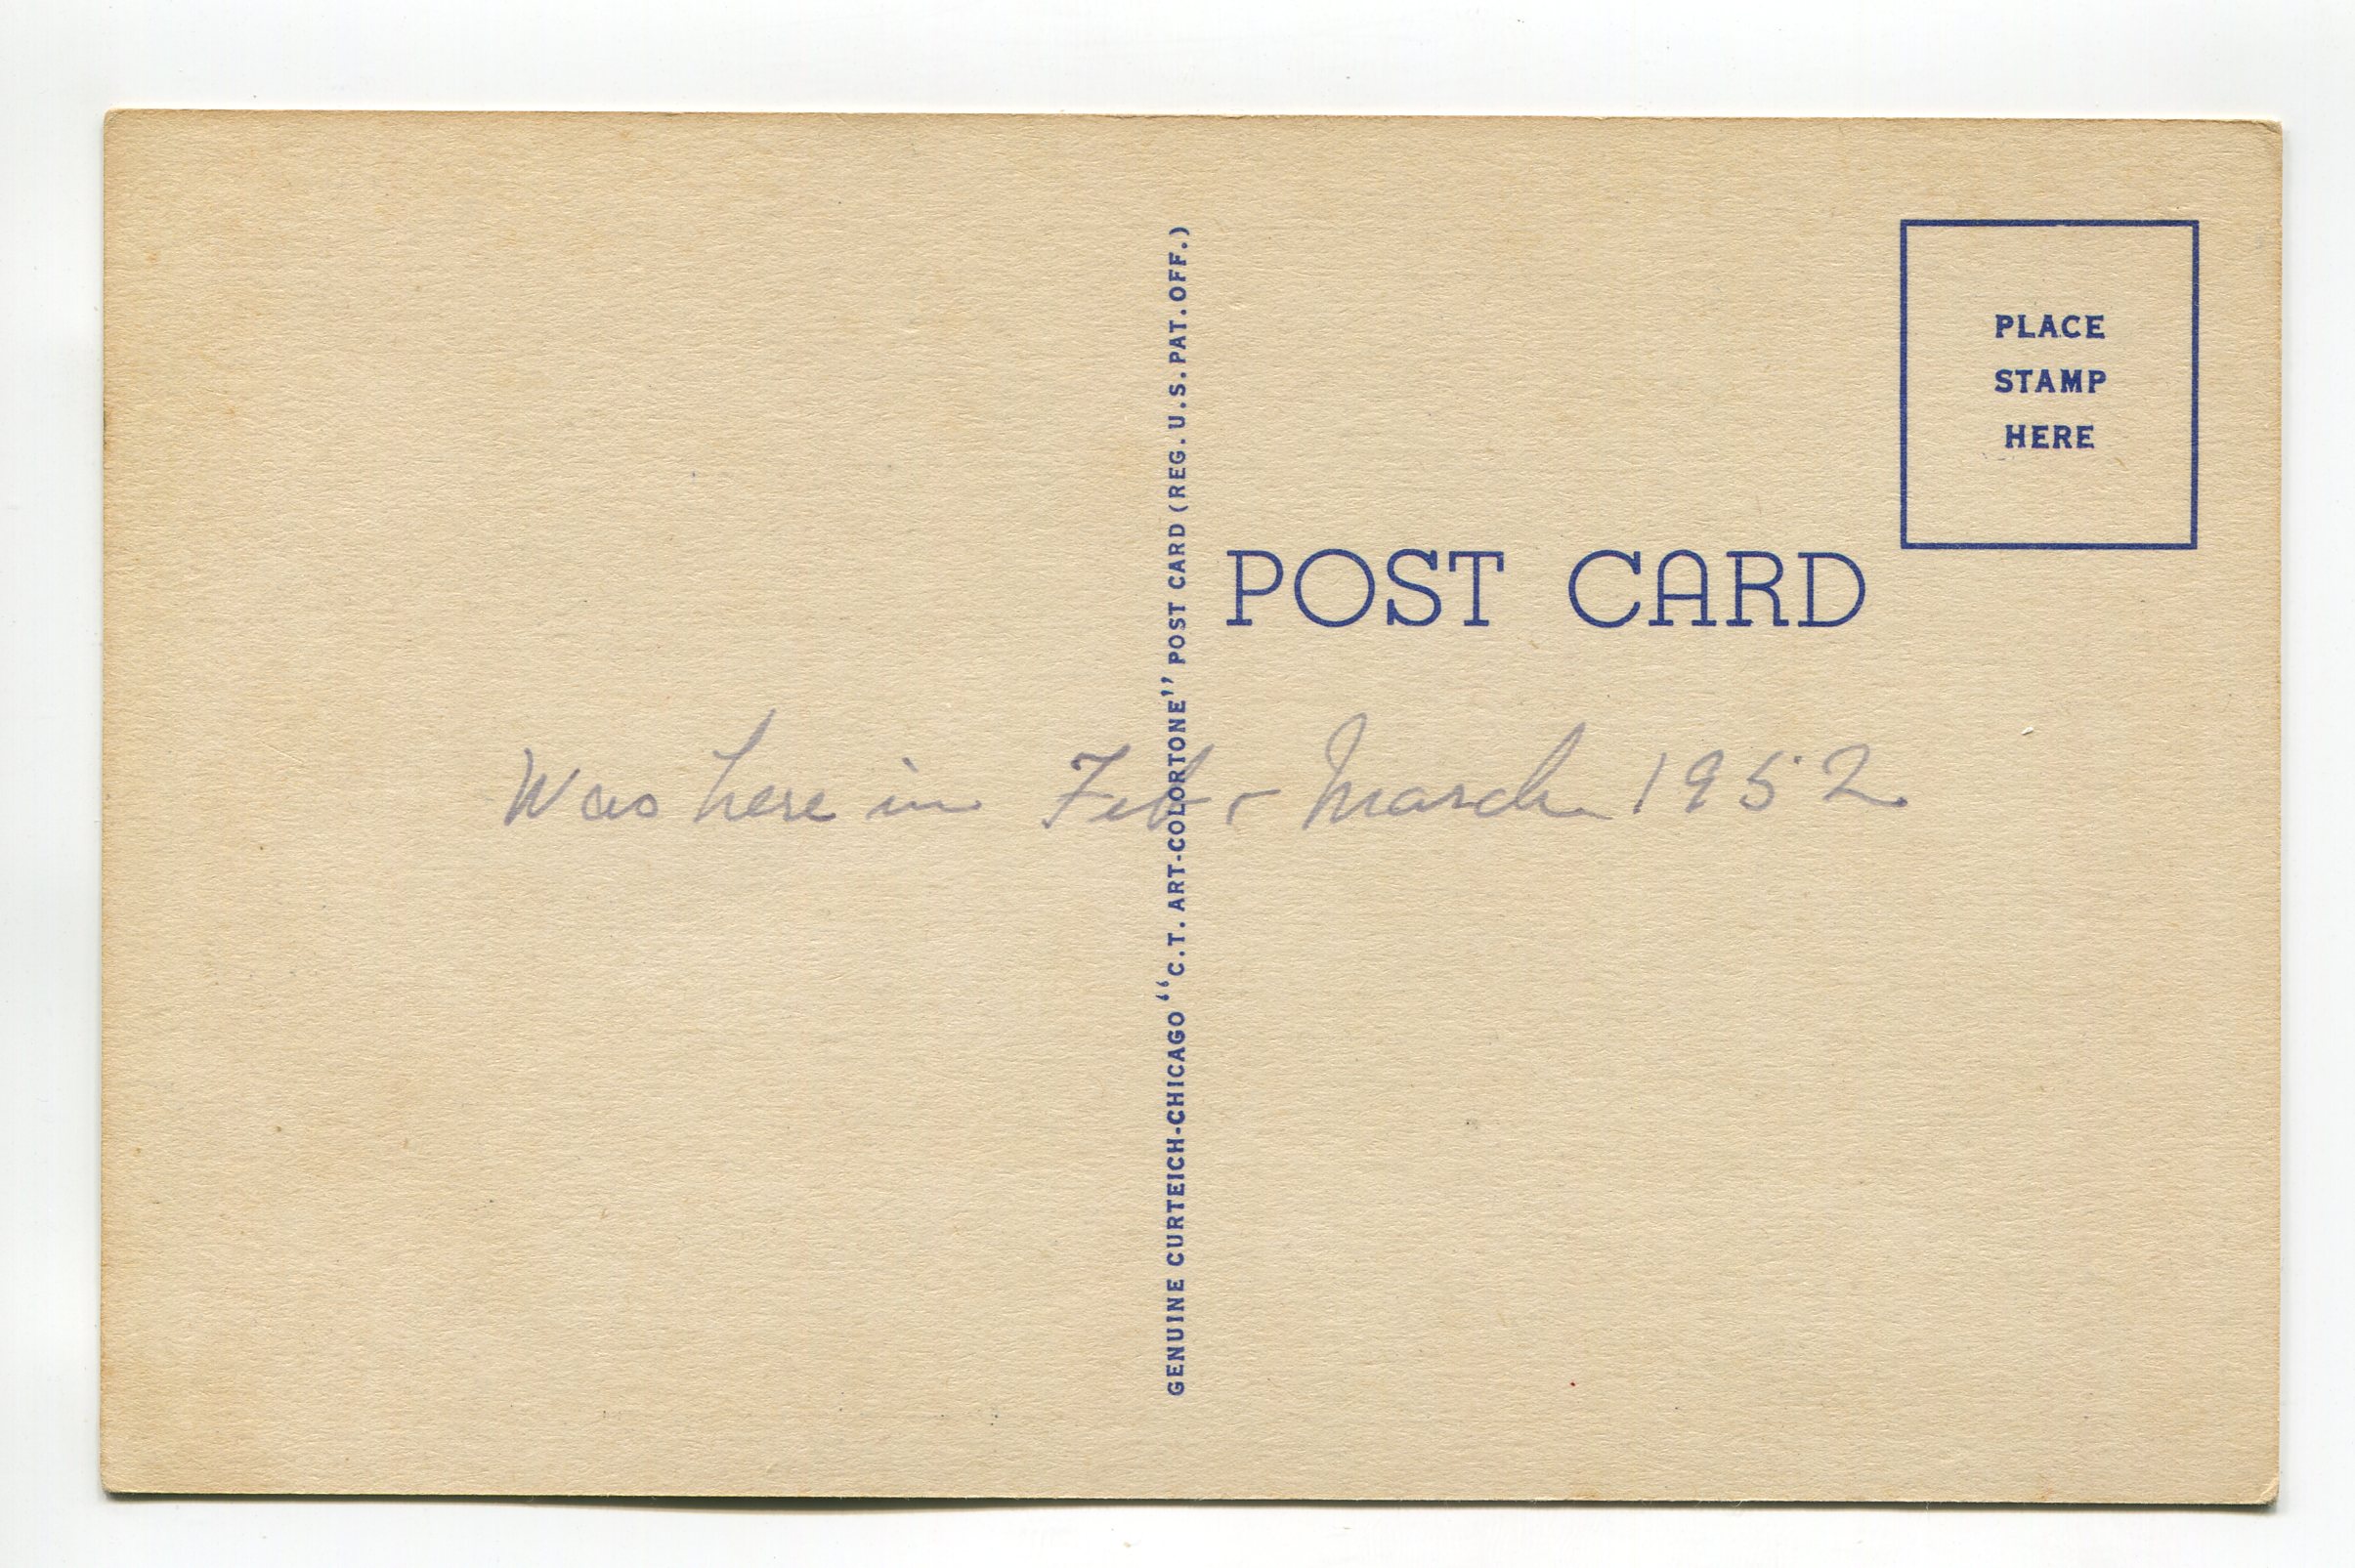 PLACE
STAMP
HERE
POST CARD
GENUINE CURTEICH-CHICAGO "C.T. ART-COLORTONE" POST CARD (REG. U.S. PAT. OFF.)
Was here in Feb - March 1952